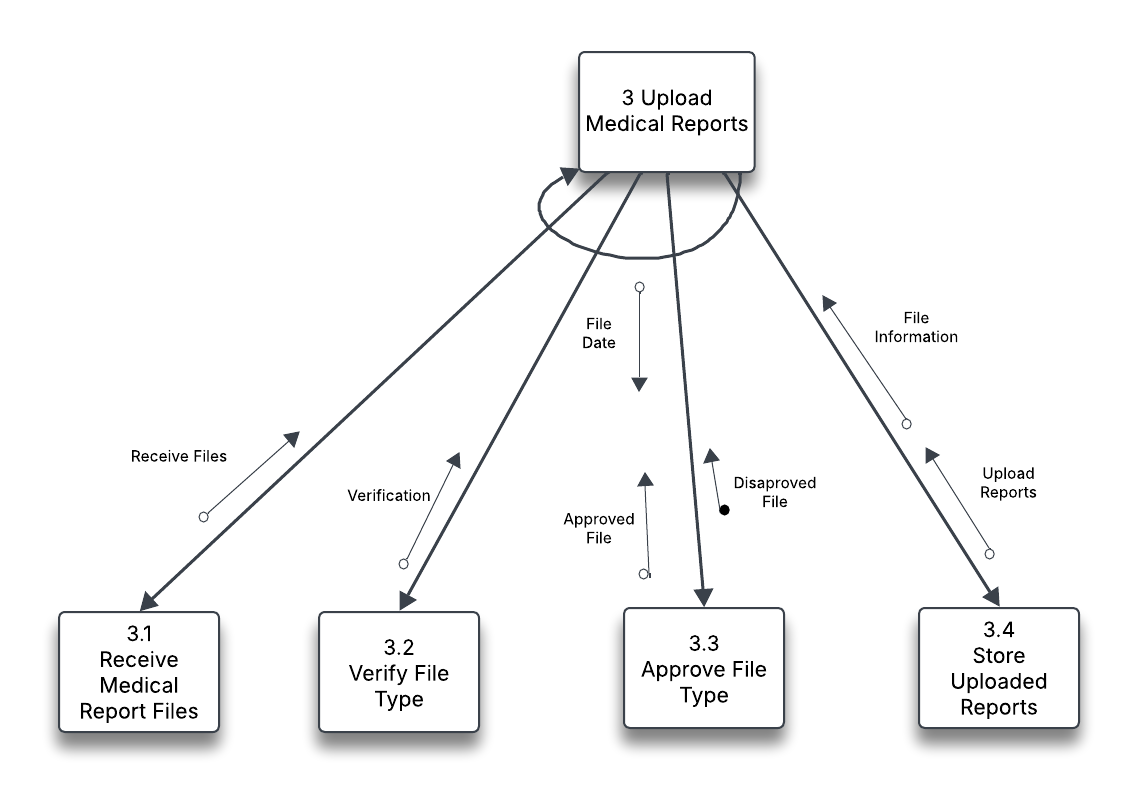 3 Upload
Medical Reports
File
Date
File
Information
Receive Files
Verification
Disaproved
File
Upload
Reports
Approved
File
3.1
Receive
Medical
Report Files
3.2
Verify File
Type
3.3
Approve File
Type
3.4
Store
Uploaded
Reports